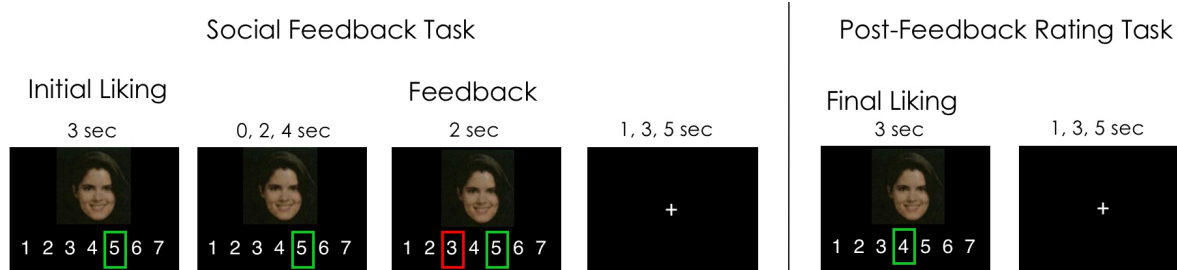 Social Feedback Task
Post-Feedback Rating Task
Initial Liking
Feedback
Final Liking
3 sec
0, 2, 4 sec
2 sec
1, 3, 5 sec
3 sec
1, 3, 5 sec
1 2 3 4 5 6 7
1 2 3 4 5 6 7
1 2 3 4 5 6 7
+
1 2 3 4 5 6 7
+